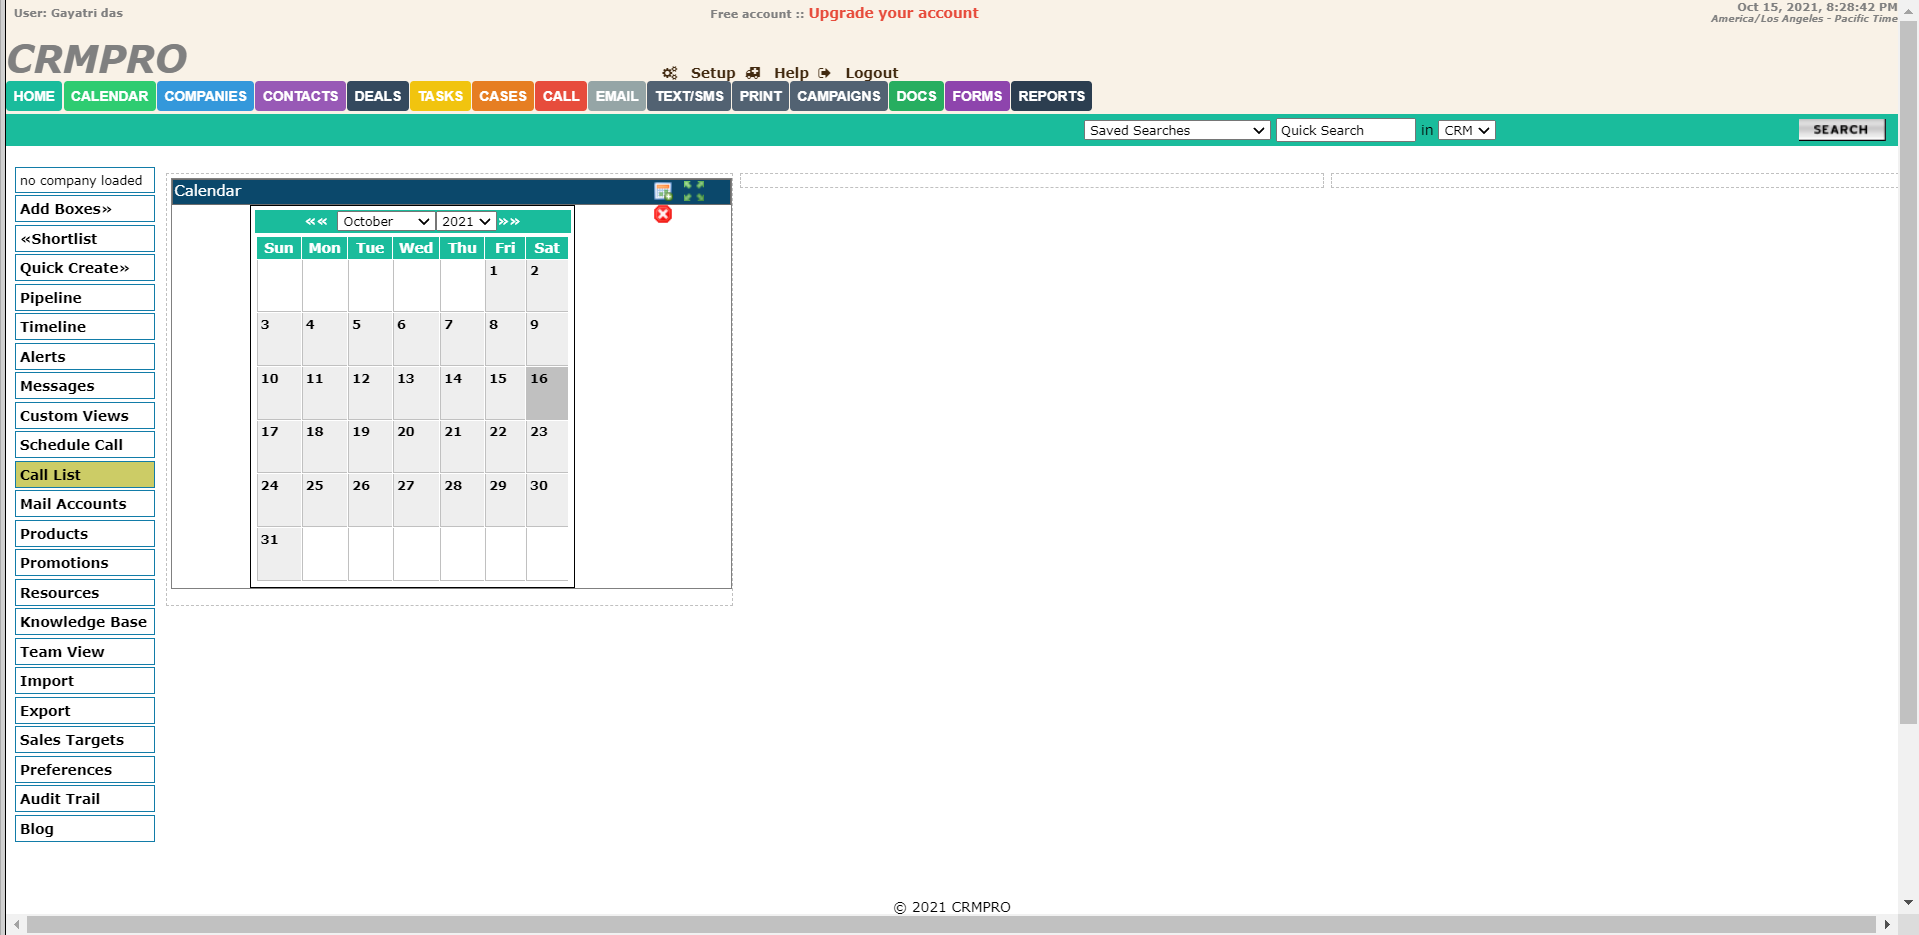 User: Gayatri das
Free account :: Upgrade your account
Oct 15, 2021, 8:28:42 PM
America/Los Angeles - Pacific Time
CRMPRO
Setup Help Logout
HOME CALENDAR COMPANIES CONTACTS DEALS TASKS CASES CALL EMAIL TEXT/SMS PRINT CAMPAIGNS DOCS FORMS REPORTS
Saved Searches Quick Search in CRM SEARCH
no company loaded
Add Boxes»
«Shortlist
Quick Create»
Pipeline
Timeline
Alerts
Messages
Custom Views
Schedule Call
Call List
Mail Accounts
Products
Promotions
Resources
Knowledge Base
Team View
Import
Export
Sales Targets
Preferences
Audit Trail
Blog
Calendar
«« October 2021 »»
Sun Mon Tue Wed Thu Fri Sat
1 2
3 4 5 6 7 8 9
10 11 12 13 14 15 16
17 18 19 20 21 22 23
24 25 26 27 28 29 30
31
© 2021 CRMPRO